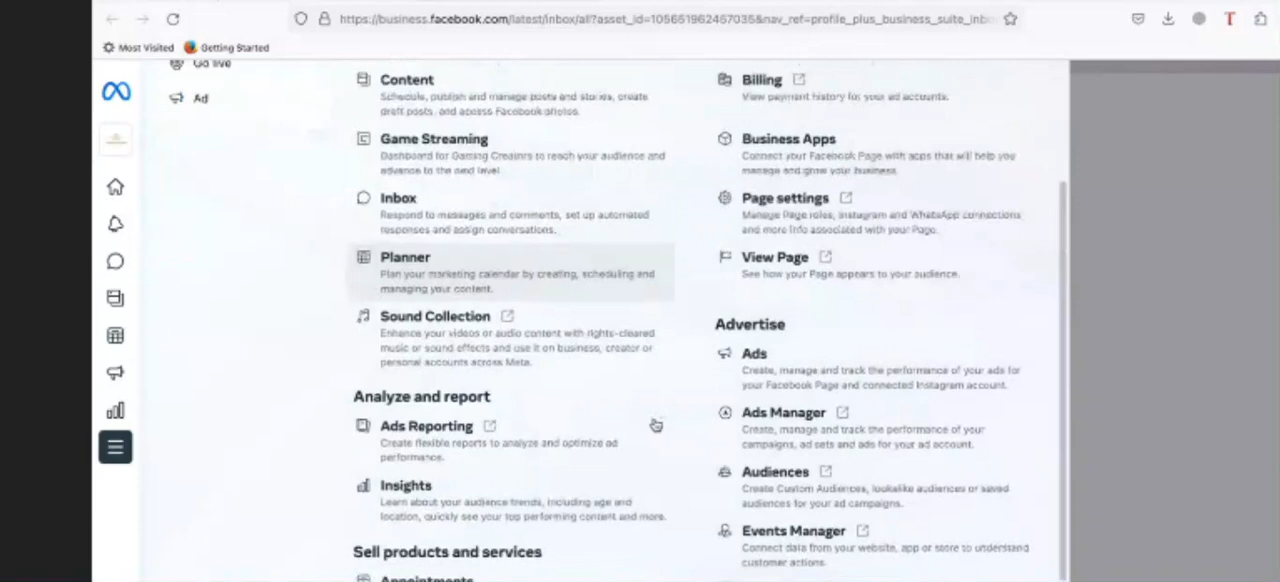 https://business.facebook.com/latest/inbox/all?asset_id=105651962467035&nav_ref=profile_plus_business_suite_inb
Most Visited
Getting Started
Go live
Ad
Content
Schedule, publish and manage posts and stories, create
draft posts, and access Facebook photos.
Game Streaming
Dashboard for Gaming Creators to reach your audience and
advance to the next level.
Inbox
Respond to messages and comments, set up automated
responses and assign conversations.
Planner
Plan your marketing calendar by creating, scheduling and
managing your content.
Sound Collection
Enhance your videos or audio content with rights-cleared
music or sound effects and use it on business, creator or
personal accounts across Meta.
Analyze and report
Ads Reporting
Create flexible reports to analyze and optimize ad
performance.
Insights
Learn about your audience trends, including age and
location, quickly see your top performing content and more.
Sell products and services
Appointments
Billing
View payment history for your ad accounts.
Business Apps
Connect your Facebook Page with apps that will help you
manage and grow your business.
Page settings
Manage Page roles, Instagram and WhatsApp connections
and more info associated with your Page.
View Page
See how your Page appears to your audience.
Advertise
Ads
Create, manage and track the performance of your ads for
your Facebook Page and connected Instagram account.
Ads Manager
Create, manage and track the performance of your
campaigns, ad sets and ads for your ad account.
Audiences
Create Custom Audiences, lookalike audiences or saved
audiences for your ad campaigns.
Events Manager
Connect data from your website, app or store to understand
customer actions.